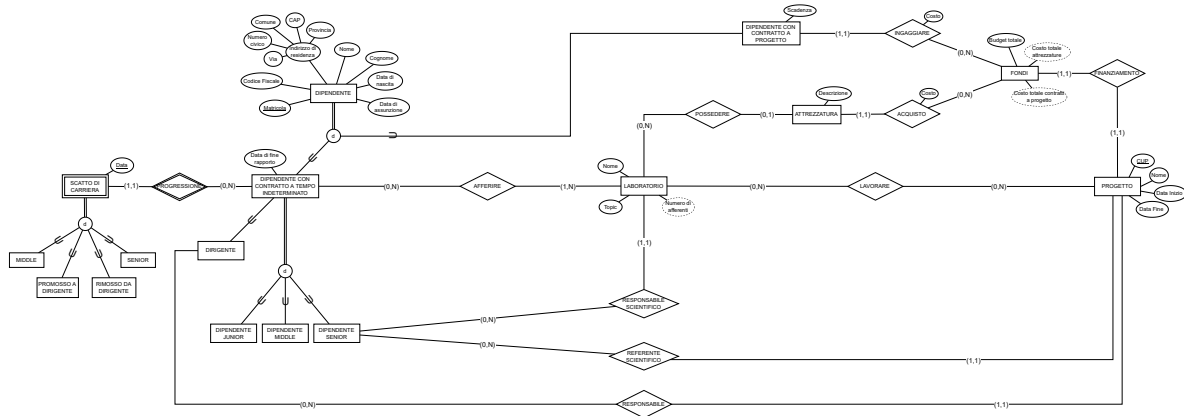 Scadenza
DIPENDENTE CON
CONTRATTO A
PROGETTO
(1,1)
INGAGGIARE
Costo
(0,N)
Comune
CAP
Provincia
Numero
civico
Indirizzo di
residenza
Via
Nome
Cognome
Codice Fiscale
Data di
nascita
Matricola
DIPENDENTE
Data di
assunzione
d
Budget totale
Costo totale
attrezzature
FONDI
(1,1)
FINANZIAMENTO
Costo totale contratti
a progetto
(0,N)
Descrizione
Costo
POSSEDERE
(0,1)
ATTREZZATURA
(1,1)
ACQUISTO
(0,N)
(1,1)
Data
SCATTO DI
CARRIERA
(1,1)
PROGRESSIONE
(0,N)
Data di fine
rapporto
DIPENDENTE CON
CONTRATTO A TEMPO
INDETERMINATO
(0,N)
AFFERIRE
(1,N)
Nome
LABORATORIO
Topic
Numero di
afferenti
(0,N)
LAVORARE
(0,N)
CUP
Nome
PROGETTO
Data Inizio
Data Fine
d
MIDDLE
SENIOR
PROMOSSO A
DIRIGENTE
RIMOSSO DA
DIRIGENTE
DIRIGENTE
d
(1,1)
DIPENDENTE
JUNIOR
DIPENDENTE
MIDDLE
DIPENDENTE
SENIOR
(0,N)
RESPONSABILE
SCIENTIFICO
(0,N)
REFERENTE
SCIENTIFICO
(1,1)
(0,N)
RESPONSABILE
(1,1)